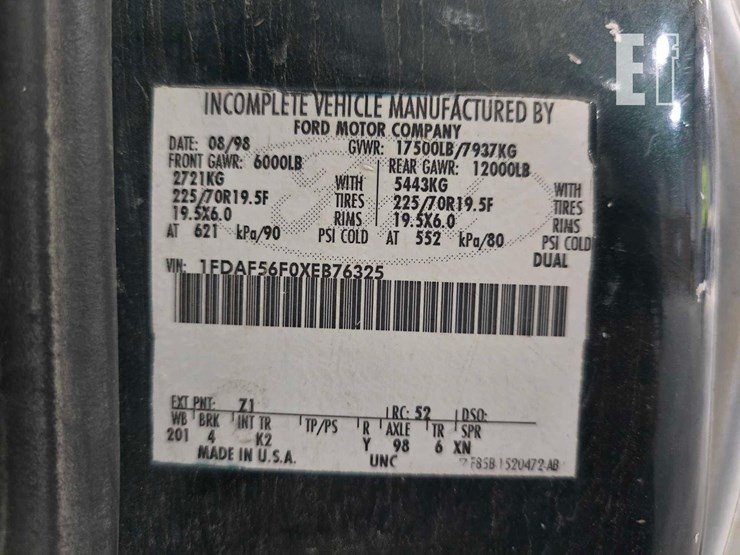 Ef
INCOMPLETE VEHICLE MANUFACTURED BY
FORD MOTOR COMPANY
DATE: 08/98 GVWR: 17500LB/7937KG
FRONT GAWR: 6000LB REAR GAWR: 12000LB
2721KG WITH 5443KG WITH
225/70R19.5F TIRES 225/70R19.5F TIRES
19.5X6.0 RIMS 19.5X6.0 RIMS
AT 621 kPa/90 PSI COLD AT 552 kPa/80 PSI COLD
DUAL
VIN: 1FDAF56F0XEB76325
EXT PNT: Z1 RC: 52 DSO:
WB BRK INT TR TP/PS R AXLE TR SPR
201 4 K2 Y 98 6 XN
MADE IN U.S.A. UNC F85B 1520472 AB